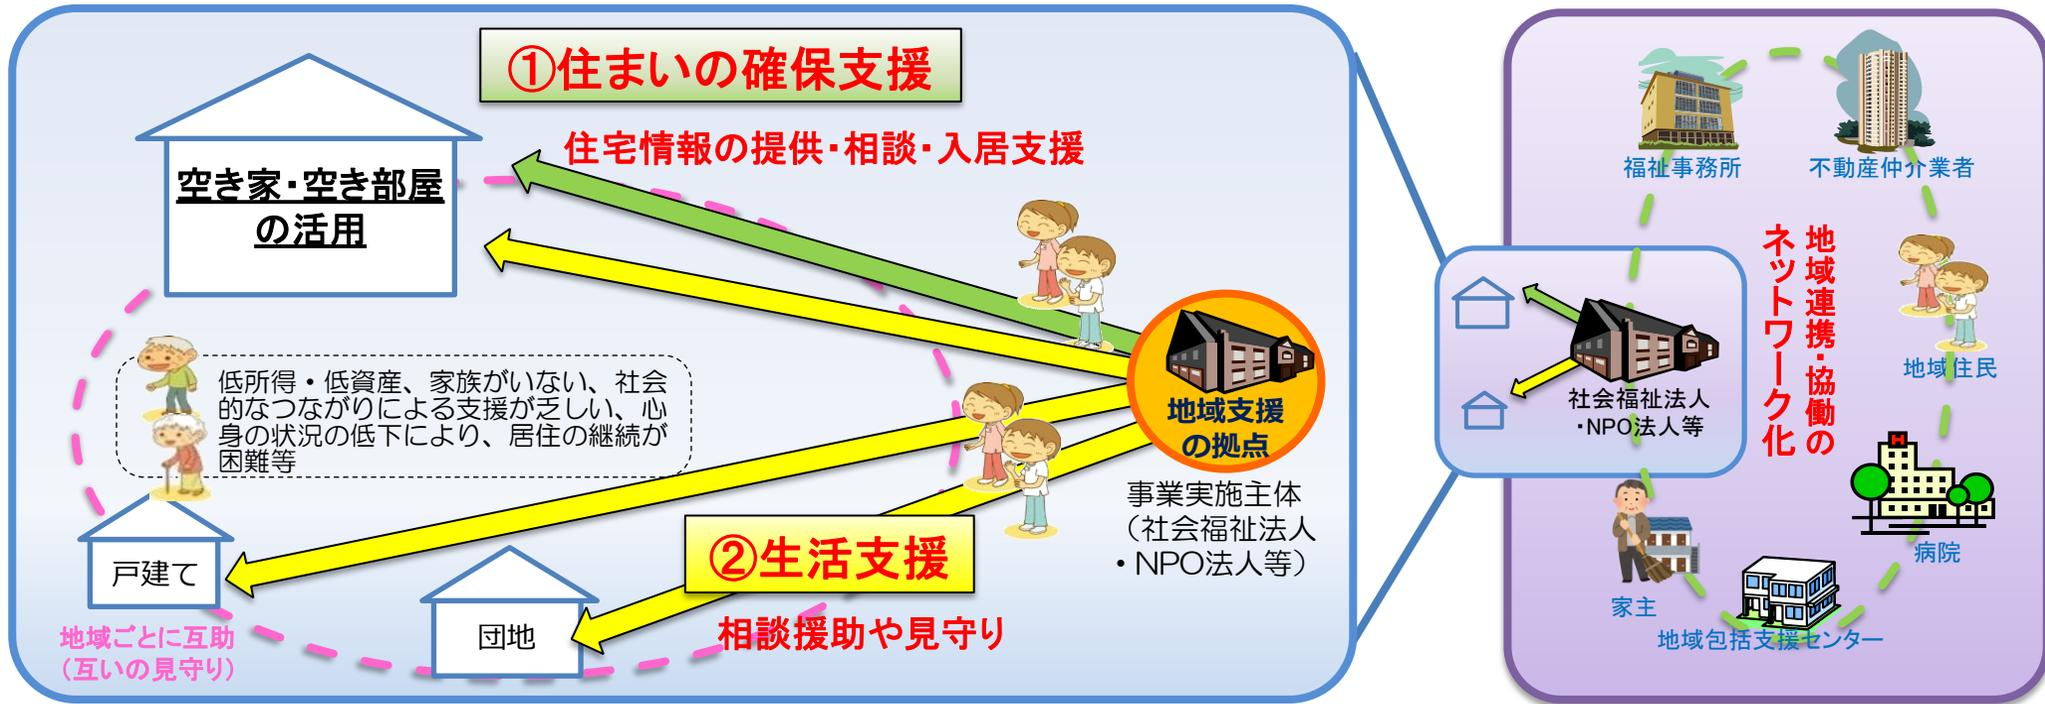 ①住まいの確保支援
住宅情報の提供・相談・入居支援
空き家・空き部屋
の活用
低所得・低資産、家族がいない、社会
的なつながりによる支援が乏しい、心
身の状況の低下により、居住の継続が
困難等
地域支援
の拠点
事業実施主体
（社会福祉法人
・NPO法人等）
戸建て
団地
②生活支援
相談援助や見守り
地域ごとに互助
（互いの見守り）
福祉事務所
不動産仲介業者
地域連携・協働の
ネットワーク化
地域住民
社会福祉法人
・NPO法人等
H
病院
家主
地域包括支援センター